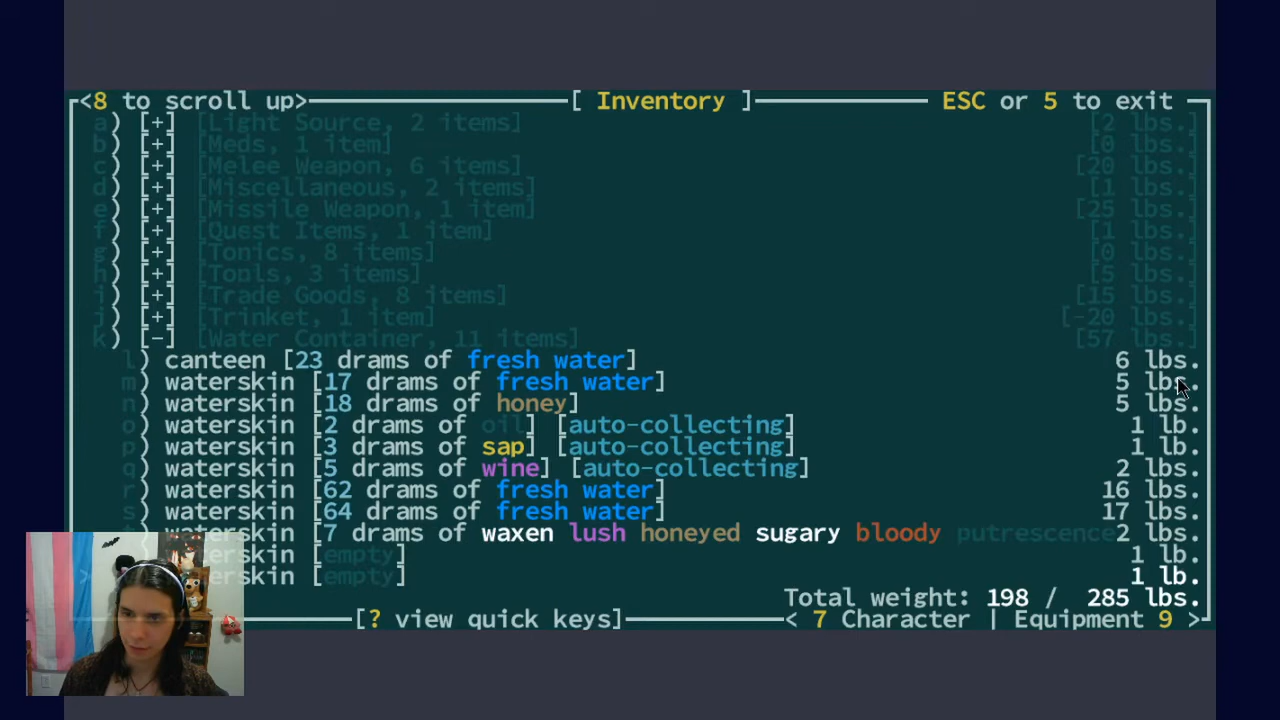 <8 to scroll up> [ Inventory ] ESC or 5 to exit
a) [+] [Light Source, 2 items] [2 lbs.]
b) [+] [Meds, 1 item] [0 lbs.]
c) [+] [Melee Weapon, 6 items] [20 lbs.]
d) [+] [Miscellaneous, 2 items] [1 lbs.]
e) [+] [Missile Weapon, 1 item] [25 lbs.]
f) [+] [Quest Items, 1 item] [1 lbs.]
g) [+] [Tonics, 8 items] [0 lbs.]
h) [+] [Tools, 3 items] [5 lbs.]
i) [+] [Trade Goods, 8 items] [15 lbs.]
j) [+] [Trinket, 1 item] [-20 lbs.]
k) [-] [Water Container, 11 items] [57 lbs.]
l) canteen [23 drams of fresh water] 6 lbs.
m) waterskin [17 drams of fresh water] 5 lbs.
n) waterskin [18 drams of honey] 5 lbs.
o) waterskin [2 drams of oil] [auto-collecting] 1 lb.
p) waterskin [3 drams of sap] [auto-collecting] 1 lb.
q) waterskin [5 drams of wine] [auto-collecting] 2 lbs.
r) waterskin [62 drams of fresh water] 16 lbs.
s) waterskin [64 drams of fresh water] 17 lbs.
waterskin [7 drams of waxen lush honeyed sugary bloody putrescence 2 lbs.
waterskin [empty] 1 lb.
waterskin [empty] 1 lb.
Total weight: 198 / 285 lbs.
[? view quick keys] < 7 Character | Equipment 9 >